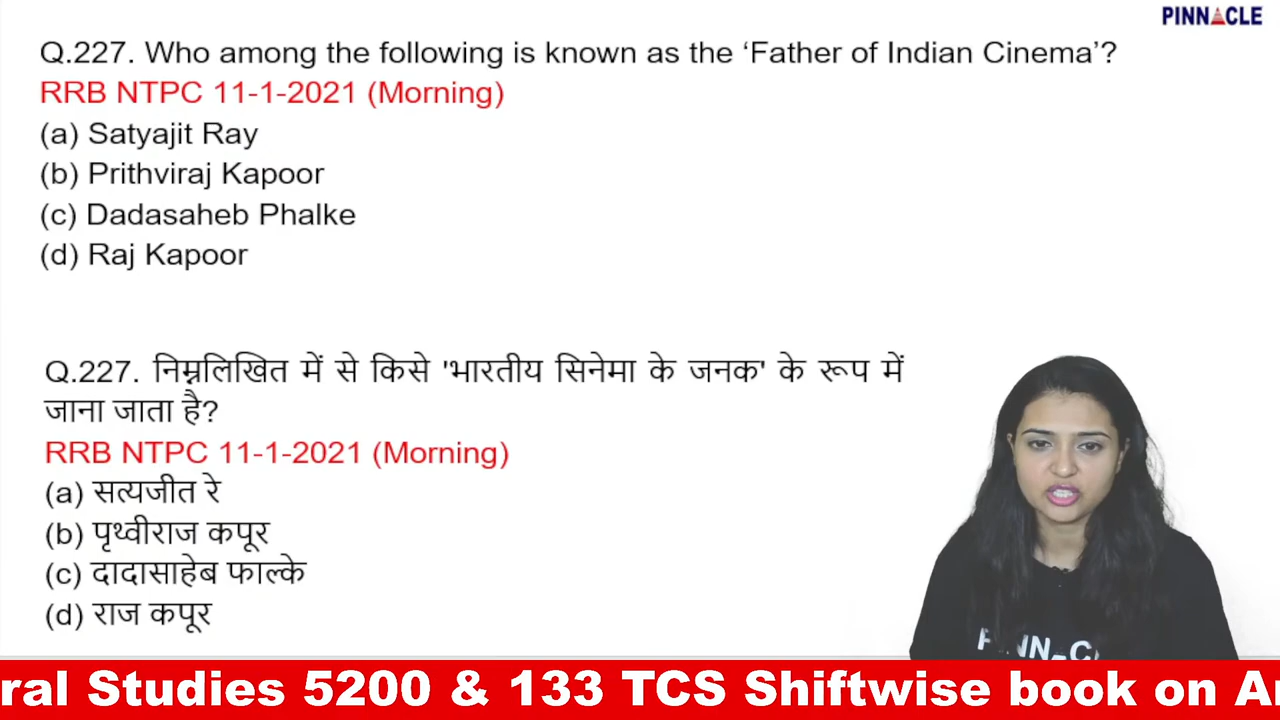 PINNACLE
Q.227. Who among the following is known as the ‘Father of Indian Cinema’?
RRB NTPC 11-1-2021 (Morning)
(a) Satyajit Ray
(b) Prithviraj Kapoor
(c) Dadasaheb Phalke
(d) Raj Kapoor
Q.227. निम्नलिखित में से किसे 'भारतीय सिनेमा के जनक' के रूप में
जाना जाता है?
RRB NTPC 11-1-2021 (Morning)
(a) सत्यजीत रे
(b) पृथ्वीराज कपूर
(c) दादासाहेब फाल्के
(d) राज कपूर
ral Studies 5200 & 133 TCS Shiftwise book on